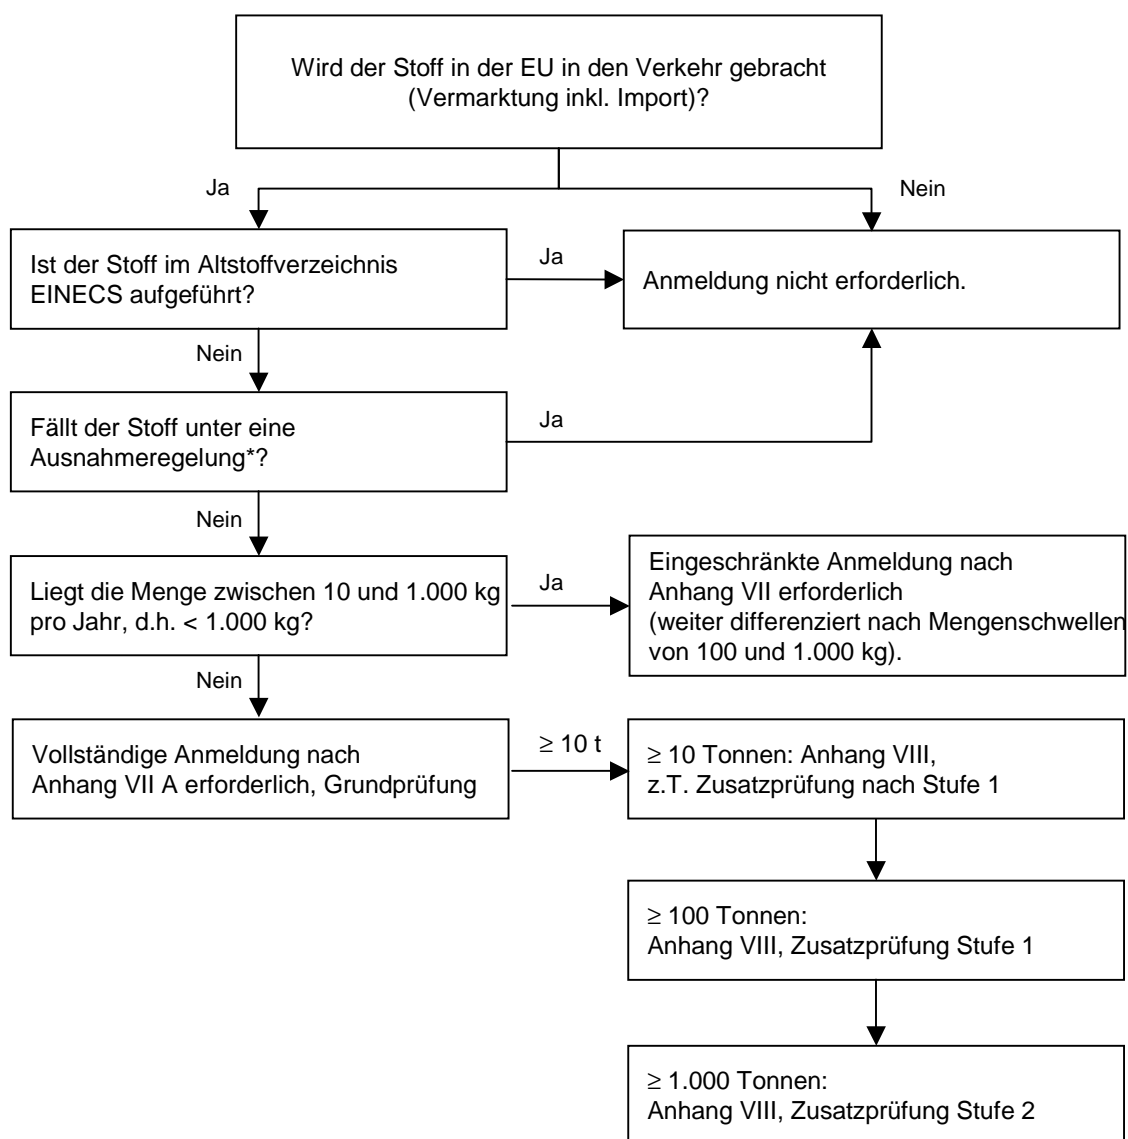 Wird der Stoff in der EU in den Verkehr gebracht
(Vermarktung inkl. Import)?
Ja
Nein
Ist der Stoff im Altstoffverzeichnis
EINECS aufgeführt?
Ja
Anmeldung nicht erforderlich.
Nein
Fällt der Stoff unter eine
Ausnahmeregelung*?
Ja
Nein
Liegt die Menge zwischen 10 und 1.000 kg
pro Jahr, d.h. < 1.000 kg?
Ja
Eingeschränkte Anmeldung nach
Anhang VII erforderlich
(weiter differenziert nach Mengenschwellen
von 100 und 1.000 kg).
Nein
Vollständige Anmeldung nach
Anhang VII A erforderlich, Grundprüfung
≥ 10 t
≥ 10 Tonnen: Anhang VIII,
z.T. Zusatzprüfung nach Stufe 1
≥ 100 Tonnen:
Anhang VIII, Zusatzprüfung Stufe 1
≥ 1.000 Tonnen:
Anhang VIII, Zusatzprüfung Stufe 2